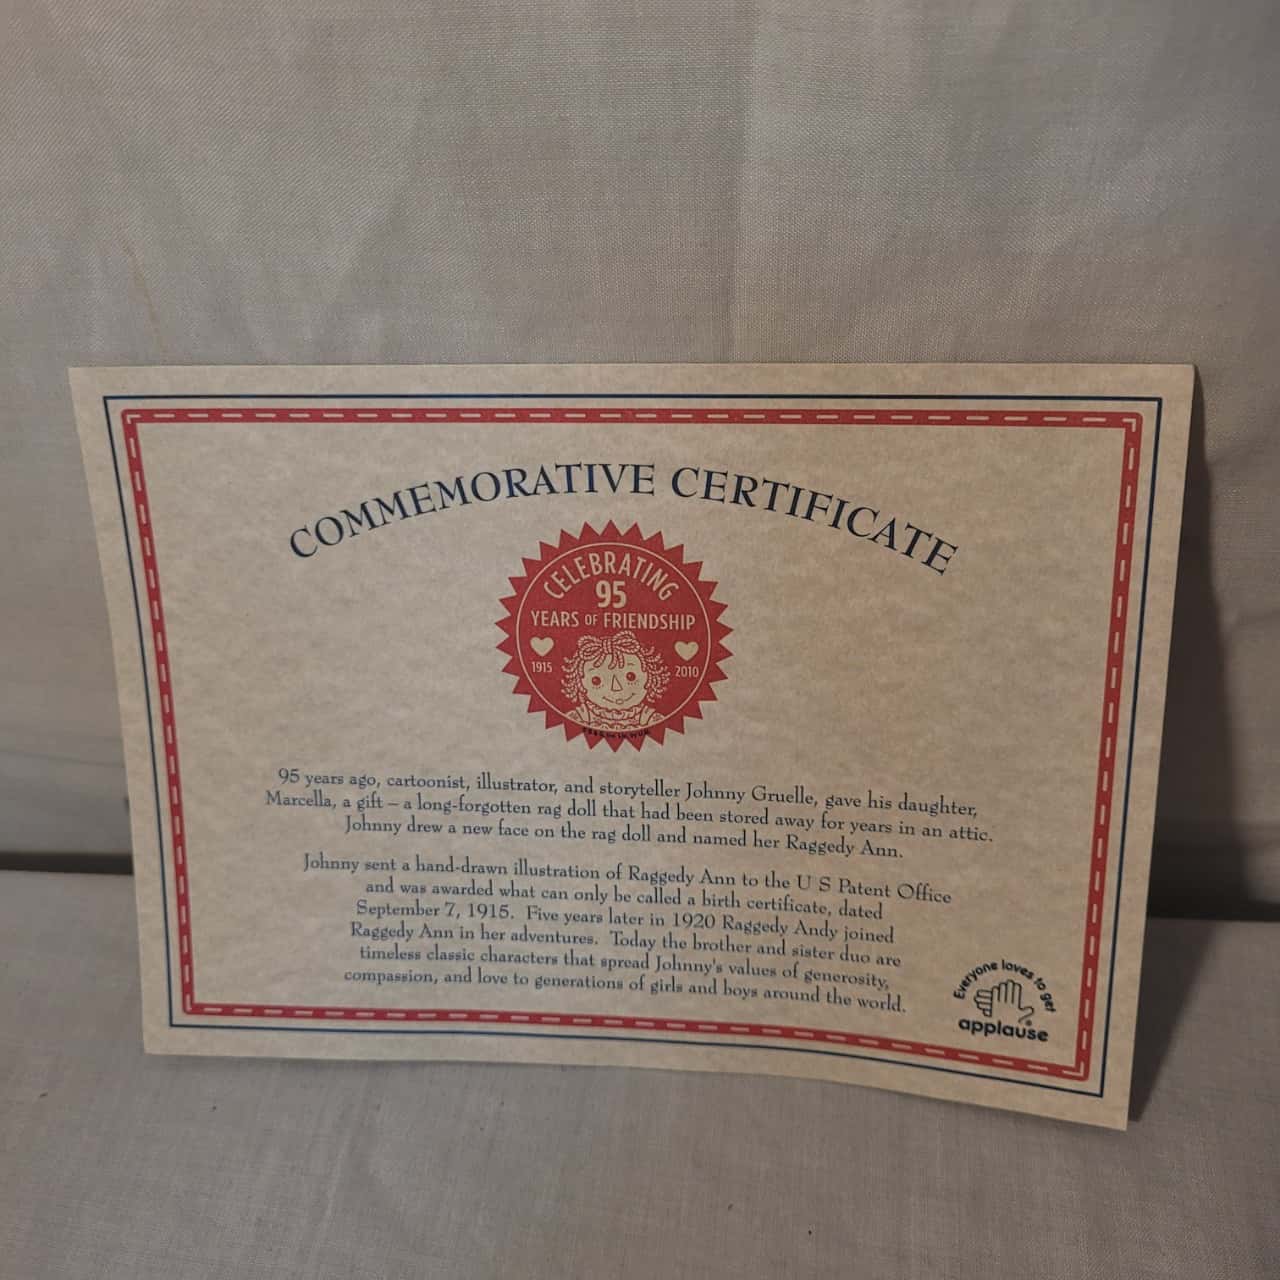 COMMEMORATIVE CERTIFICATE
CELEBRATING
95
YEARS OF FRIENDSHIP
1915 2010
95 years ago, cartoonist, illustrator, and storyteller Johnny Gruelle, gave his daughter,
Marcella, a gift – a long-forgotten rag doll that had been stored away for years in an attic.
Johnny drew a new face on the rag doll and named her Raggedy Ann.
Johnny sent a hand-drawn illustration of Raggedy Ann to the U S Patent Office
and was awarded what can only be called a birth certificate, dated
September 7, 1915. Five years later in 1920 Raggedy Andy joined
Raggedy Ann in her adventures. Today the brother and sister duo are
timeless classic characters that spread Johnny's values of generosity,
compassion, and love to generations of girls and boys around the world.
Everyone loves to get
applause